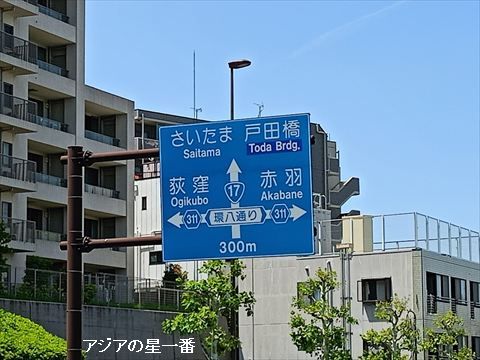 さいたま 戸田橋
Saitama Toda Brdg.
17
荻窪 赤羽
Ogikubo Akabane
311 環八通り 311
300m
アジアの星一番